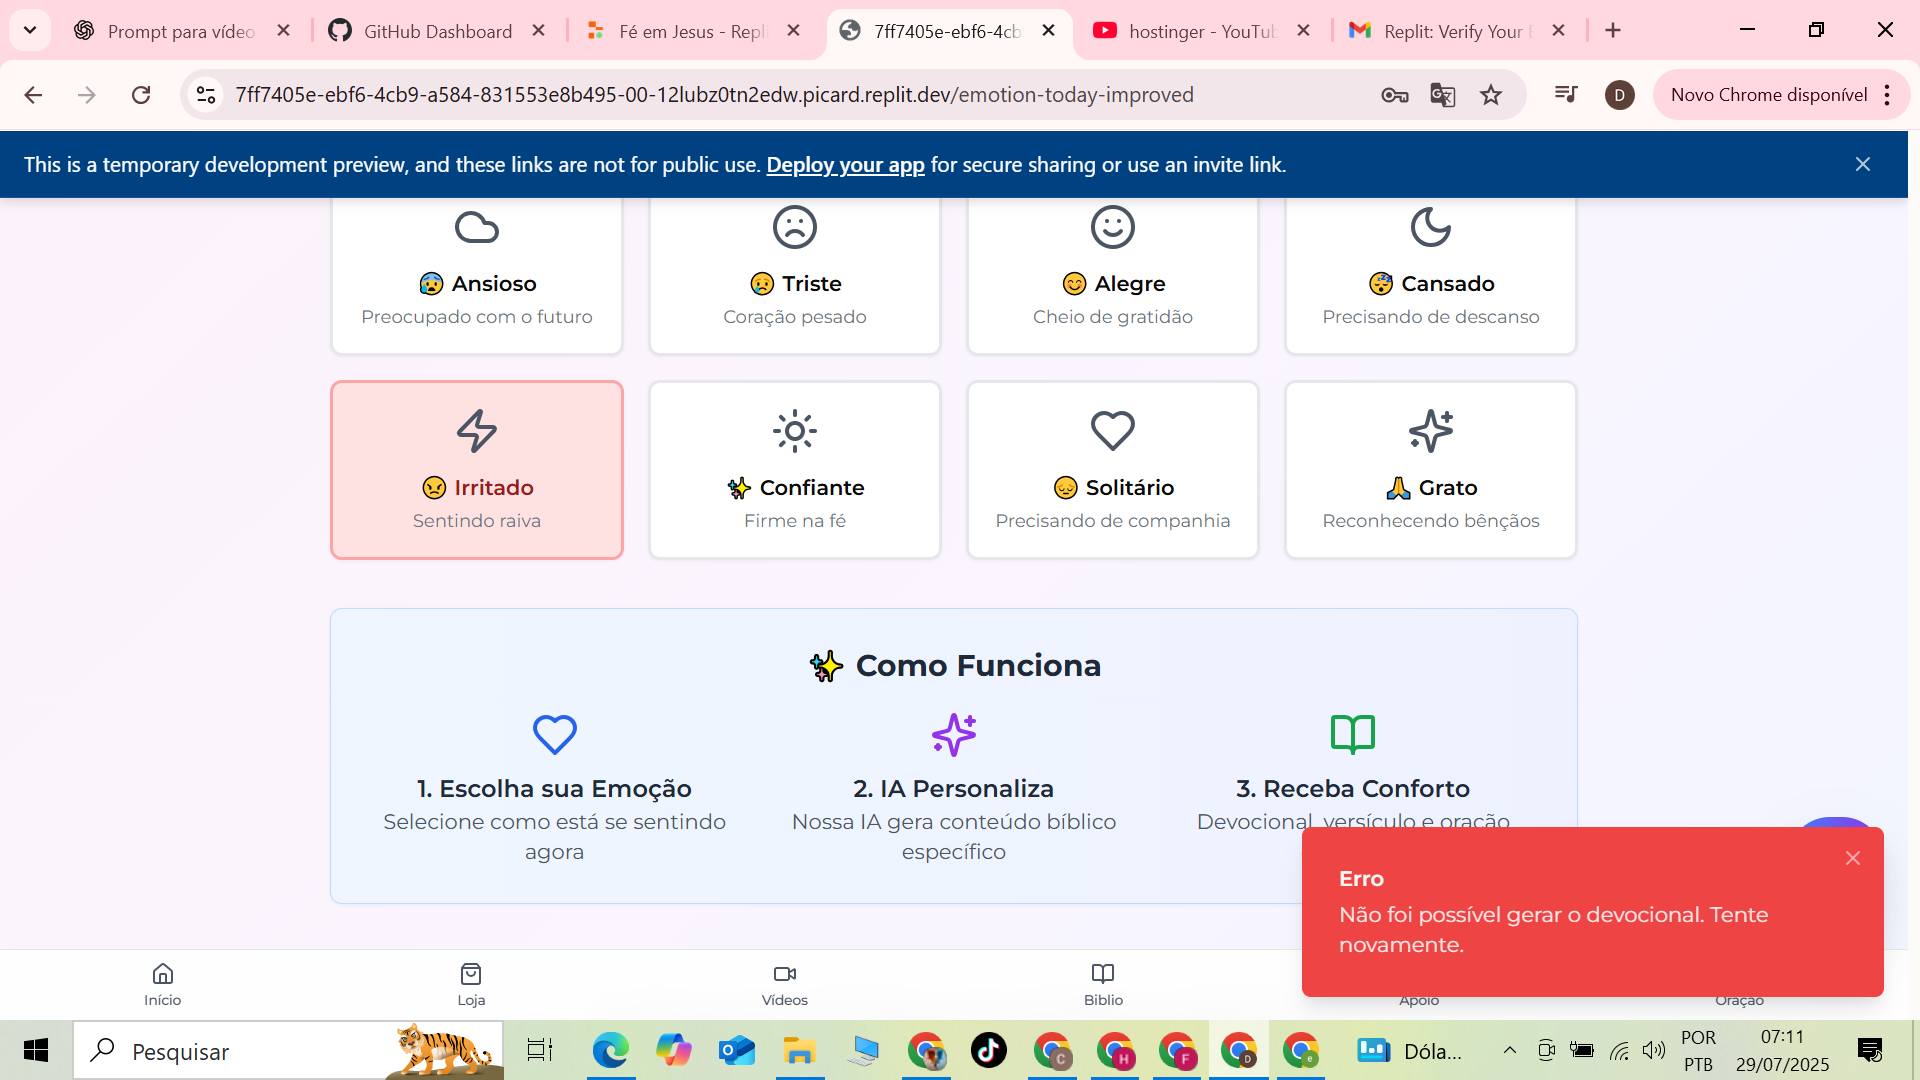 Prompt para vídeo
GitHub Dashboard
Fé em Jesus - Repli
7ff7405e-ebf6-4cb
hostinger - YouTub
Replit: Verify Your E
7ff7405e-ebf6-4cb9-a584-831553e8b495-00-12lubz0tn2edw.picard.replit.dev/emotion-today-improved
D
Novo Chrome disponível
This is a temporary development preview, and these links are not for public use. Deploy your app for secure sharing or use an invite link.
😰 Ansioso
Preocupado com o futuro
😢 Triste
Coração pesado
😊 Alegre
Cheio de gratidão
😴 Cansado
Precisando de descanso
😠 Irritado
Sentindo raiva
✨ Confiante
Firme na fé
😔 Solitário
Precisando de companhia
🙏 Grato
Reconhecendo bênçãos
✨ Como Funciona
1. Escolha sua Emoção
Selecione como está se sentindo
agora
2. IA Personaliza
Nossa IA gera conteúdo bíblico
específico
3. Receba Conforto
Devocional, versículo e oração
Erro
Não foi possível gerar o devocional. Tente
novamente.
Início
Loja
Vídeos
Biblio
Apoio
Oração
Pesquisar
C
H
F
D
e
Dóla...
POR
PTB
07:11
29/07/2025